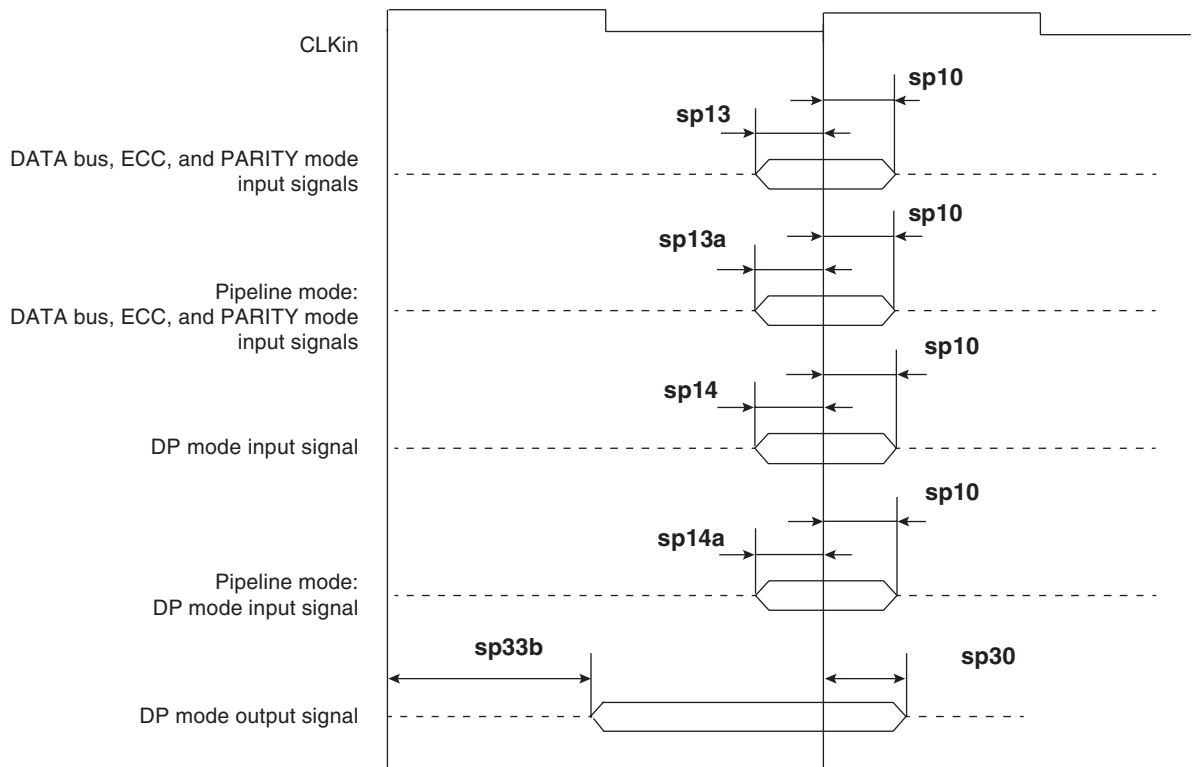 CLKin
sp10
sp13
DATA bus, ECC, and PARITY mode
input signals
sp10
sp13a
Pipeline mode:
DATA bus, ECC, and PARITY mode
input signals
sp10
sp14
DP mode input signal
sp10
sp14a
Pipeline mode:
DP mode input signal
sp33b
sp30
DP mode output signal